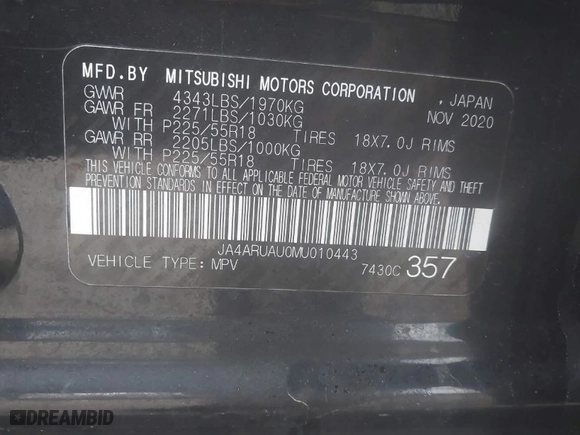 MFD.BY MITSUBISHI MOTORS CORPORATION , JAPAN
GVWR 4343LBS/1970KG NOV 2020
GAWR FR 2271LBS/1030KG
WITH P225/55R18 TIRES 18X7.0J RIMS
GAWR RR 2205LBS/1000KG
WITH P225/55R18 TIRES 18X7.0J RIMS
THIS VEHICLE CONFORMS TO ALL APPLICABLE FEDERAL MOTOR VEHICLE SAFETY AND THEFT
PREVENTION STANDARDS IN EFFECT ON THE DATE OF MANUFACTURE SHOWN ABOVE.
JA4ARUAU0MU010443
VEHICLE TYPE: MPV 7430C 357
DREAMBID